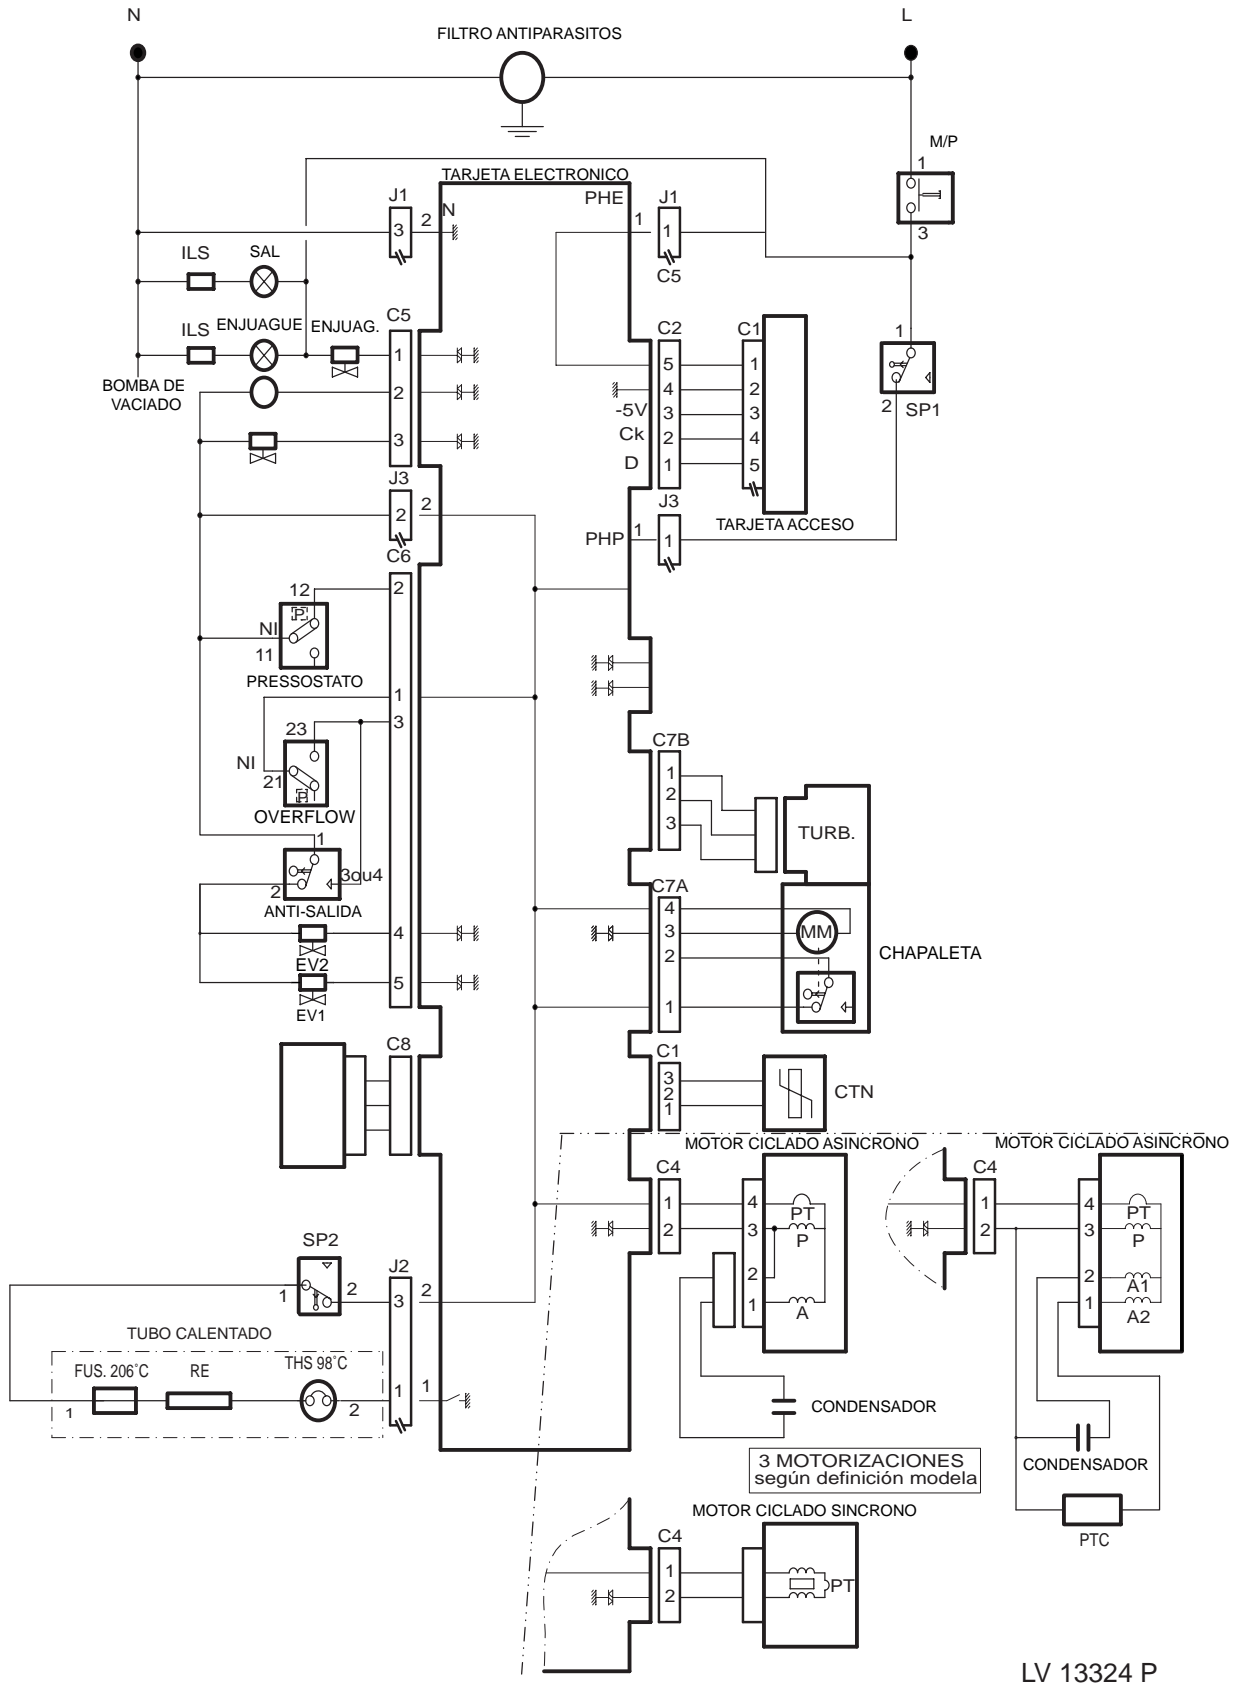 N
L
FILTRO ANTIPARASITOS
M/P
1
3
TARJETA ELECTRONICO
J1
3
2
N
PHE
1
J1
1
C5
ILS
SAL
ILS
ENJUAGUE
ENJUAG.
C5
1
2
3
BOMBA DE
VACIADO
C2
5
4
3
2
1
-5V
Ck
D
C1
1
2
3
4
5
TARJETA ACCESO
1
2
SP1
J3
2
2
C6
PHP
1
J3
1
12
P
NI
11
PRESSOSTATO
2
1
3
23
NI
21
P
OVERFLOW
1
3ou4
2
ANTI-SALIDA
4
EV2
5
EV1
C7B
1
2
3
TURB.
C7A
4
3
2
1
MM
CHAPALETA
C8
C1
3
2
1
CTN
MOTOR CICLADO ASINCRONO
C4
1
2
4
3
2
1
PT
P
A
CONDENSADOR
MOTOR CICLADO ASINCRONO
C4
1
2
4
3
2
1
PT
P
A1
A2
CONDENSADOR
PTC
SP2
1
2
J2
3
2
1
1
TUBO CALENTADO
FUS. 206°C
RE
THS 98°C
1
2
3 MOTORIZACIONES
según definición modela
MOTOR CICLADO SINCRONO
C4
1
2
PT
LV 13324 P